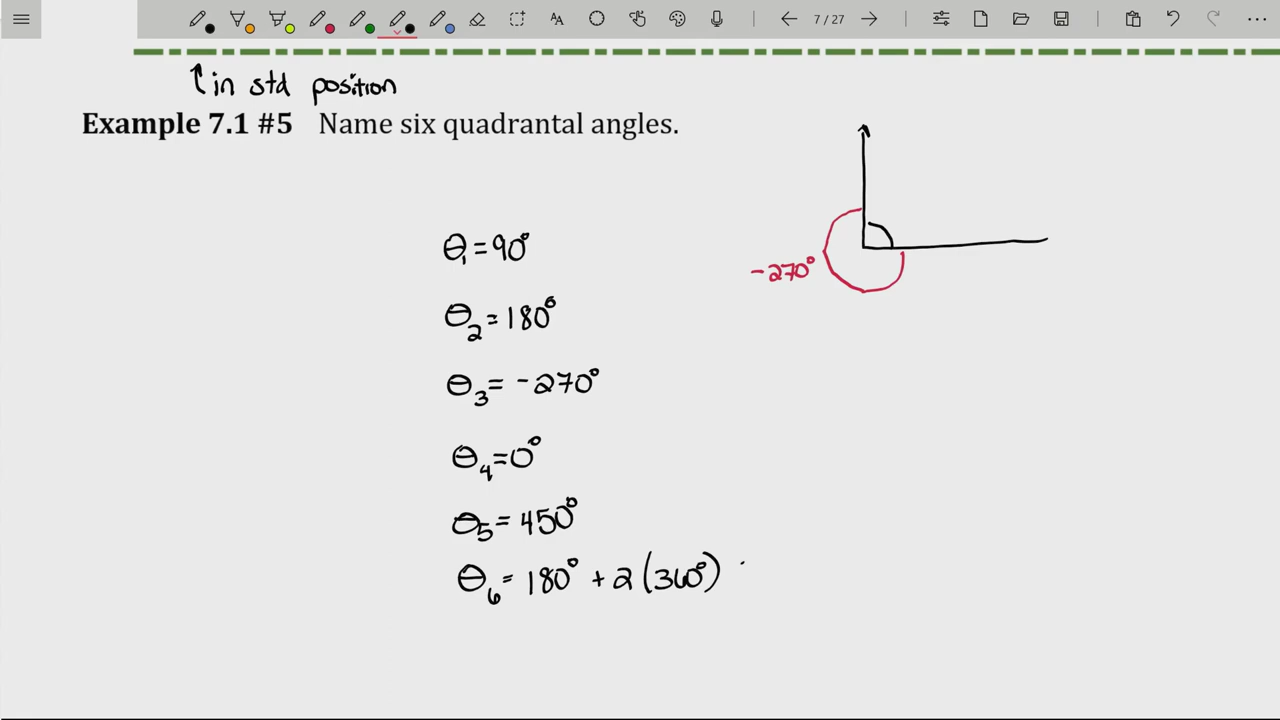 7 / 27
in std position
Example 7.1 #5 Name six quadrantal angles.
θ₁ = 90°
-270°
θ₂ = 180°
θ₃ = -270°
θ₄ = 0°
θ₅ = 450°
θ₆ = 180° + 2(360°)